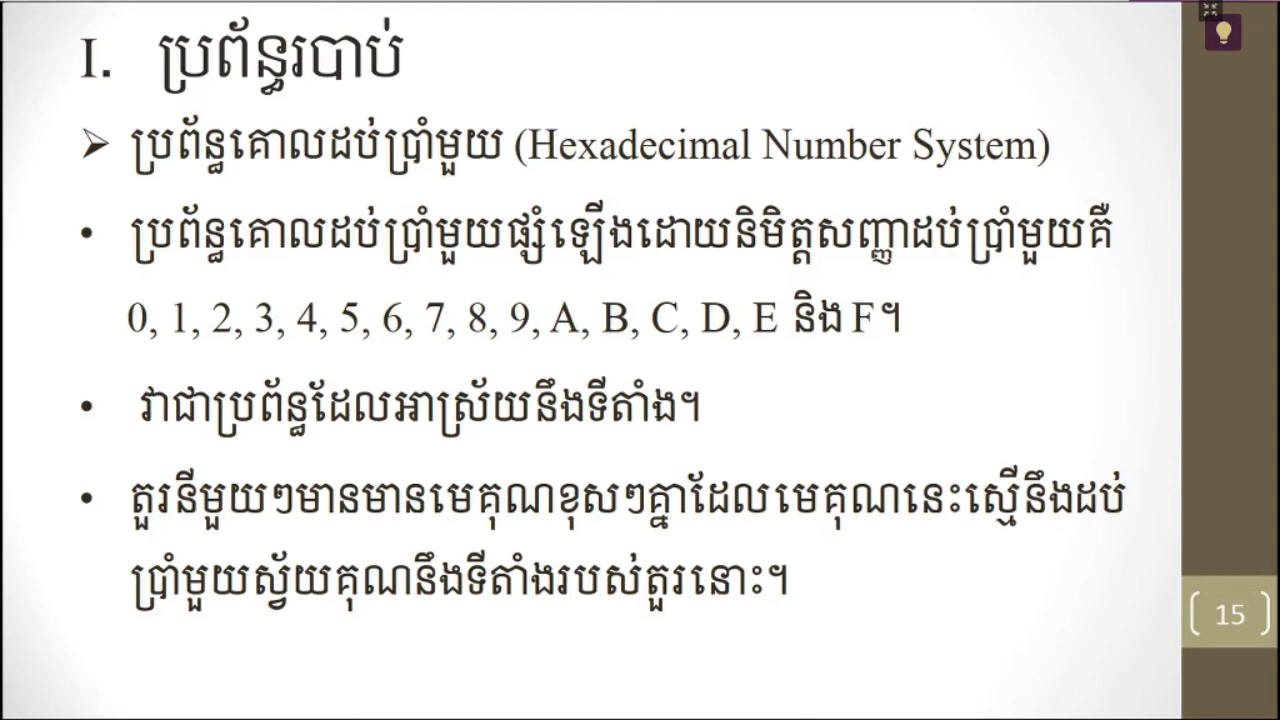 I. ប្រព័ន្ធរបាប់
➢ ប្រព័ន្ធគោលដប់ប្រាំមួយ (Hexadecimal Number System)
• ប្រព័ន្ធគោលដប់ប្រាំមួយផ្សំឡើងដោយនិមិត្តសញ្ញាដប់ប្រាំមួយគឺ
0, 1, 2, 3, 4, 5, 6, 7, 8, 9, A, B, C, D, E និង F។
• វាជាប្រព័ន្ធដែលអាស្រ័យនឹងទីតាំង។
• តួរនីមួយៗមានមានមេគុណខុសៗគ្នាដែលមេគុណនេះស្មើនឹងដប់
ប្រាំមួយស្វ័យគុណនឹងទីតាំងរបស់តួរនោះ។
15